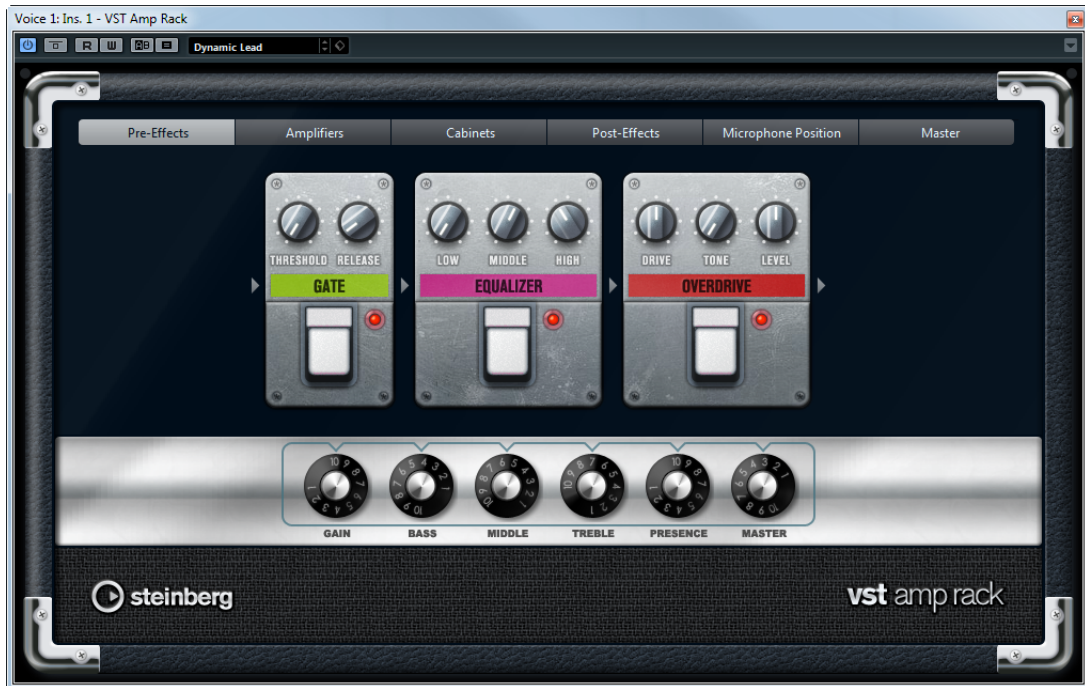 Voice 1: Ins. 1 - VST Amp Rack
R W Dynamic Lead
Pre-Effects Amplifiers Cabinets Post-Effects Microphone Position Master
THRESHOLD RELEASE LOW MIDDLE HIGH DRIVE TONE LEVEL
GATE EQUALIZER OVERDRIVE
GAIN BASS MIDDLE TREBLE PRESENCE MASTER
steinberg vst amp rack